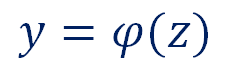 y = φ(z)